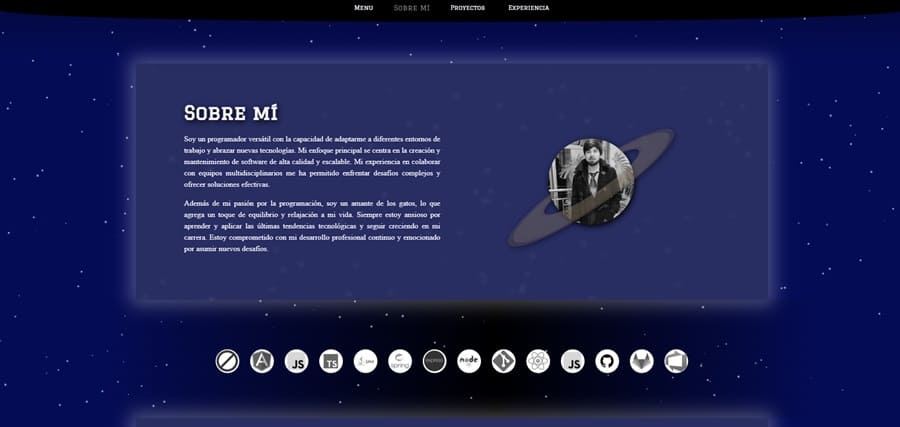 Menu Sobre mí Proyectos Experiencia
Sobre mí
Soy un programador versátil con la capacidad de adaptarme a diferentes entornos de
trabajo y abrazar nuevas tecnologías. Mi enfoque principal se centra en la creación y
mantenimiento de software de alta calidad y escalable. Mi experiencia en colaborar
con equipos multidisciplinarios me ha permitido enfrentar desafíos complejos y
ofrecer soluciones efectivas.
Además de mi pasión por la programación, soy un amante de los gatos, lo que
agrega un toque de equilibrio y relajación a mi vida. Siempre estoy ansioso por
aprender y aplicar las últimas tendencias tecnológicas y seguir creciendo en mi
carrera. Estoy comprometido con mi desarrollo profesional continuo y emocionado
por asumir nuevos desafíos.
A JS TS Java spring express node JS